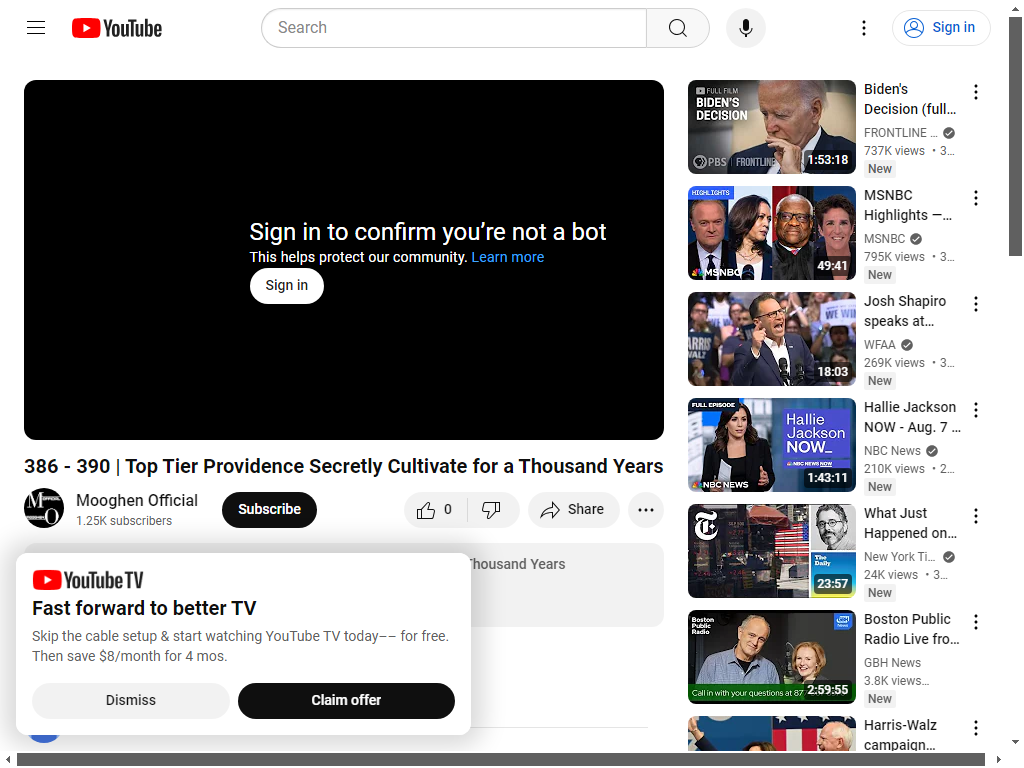 YouTube
Search
Sign in
Sign in to confirm you’re not a bot
This helps protect our community. Learn more
Sign in
386 - 390 | Top Tier Providence Secretly Cultivate for a Thousand Years
Mooghen Official
1.25K subscribers
Subscribe
0
Share
Thousand Years
YouTube TV
Fast forward to better TV
Skip the cable setup & start watching YouTube TV today–– for free.
Then save $8/month for 4 mos.
Dismiss
Claim offer
FULL FILM
BIDEN'S
DECISION
PBS
FRONTLINE
1:53:18
Biden's
Decision (full...
FRONTLINE ...
737K views • 3...
New
HIGHLIGHTS
MSNBC
49:41
MSNBC
Highlights —...
MSNBC
795K views • 3...
New
18:03
Josh Shapiro
speaks at...
WFAA
269K views • 3...
New
FULL EPISODE
Hallie
Jackson
NOW_
NBC NEWS NOW
NBC NEWS
1:43:11
Hallie Jackson
NOW - Aug. 7 ...
NBC News
210K views • 2...
New
The
Daily
23:57
What Just
Happened on...
New York Ti...
24K views • 3...
New
Boston
Public
Radio
GBH
News
Call in with your questions at 87
2:59:55
Boston Public
Radio Live fro...
GBH News
3.8K views...
New
Harris-Walz
campaign...